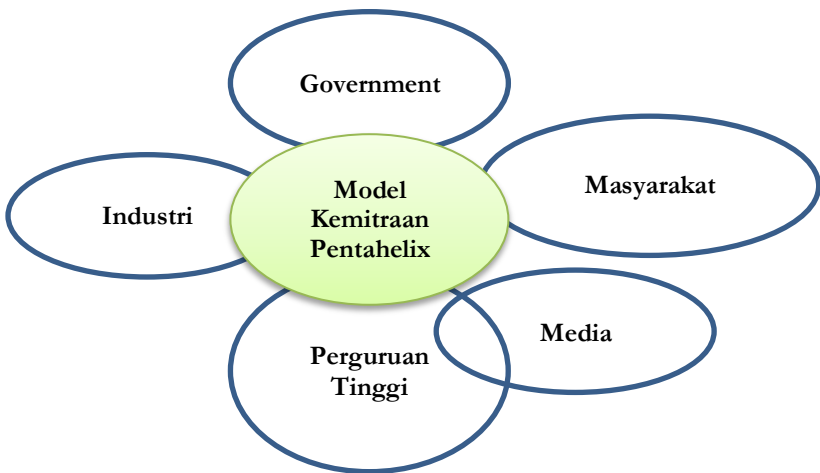 Government
Masyarakat
Industri
Model
Kemitraan
Pentahelix
Media
Perguruan
Tinggi